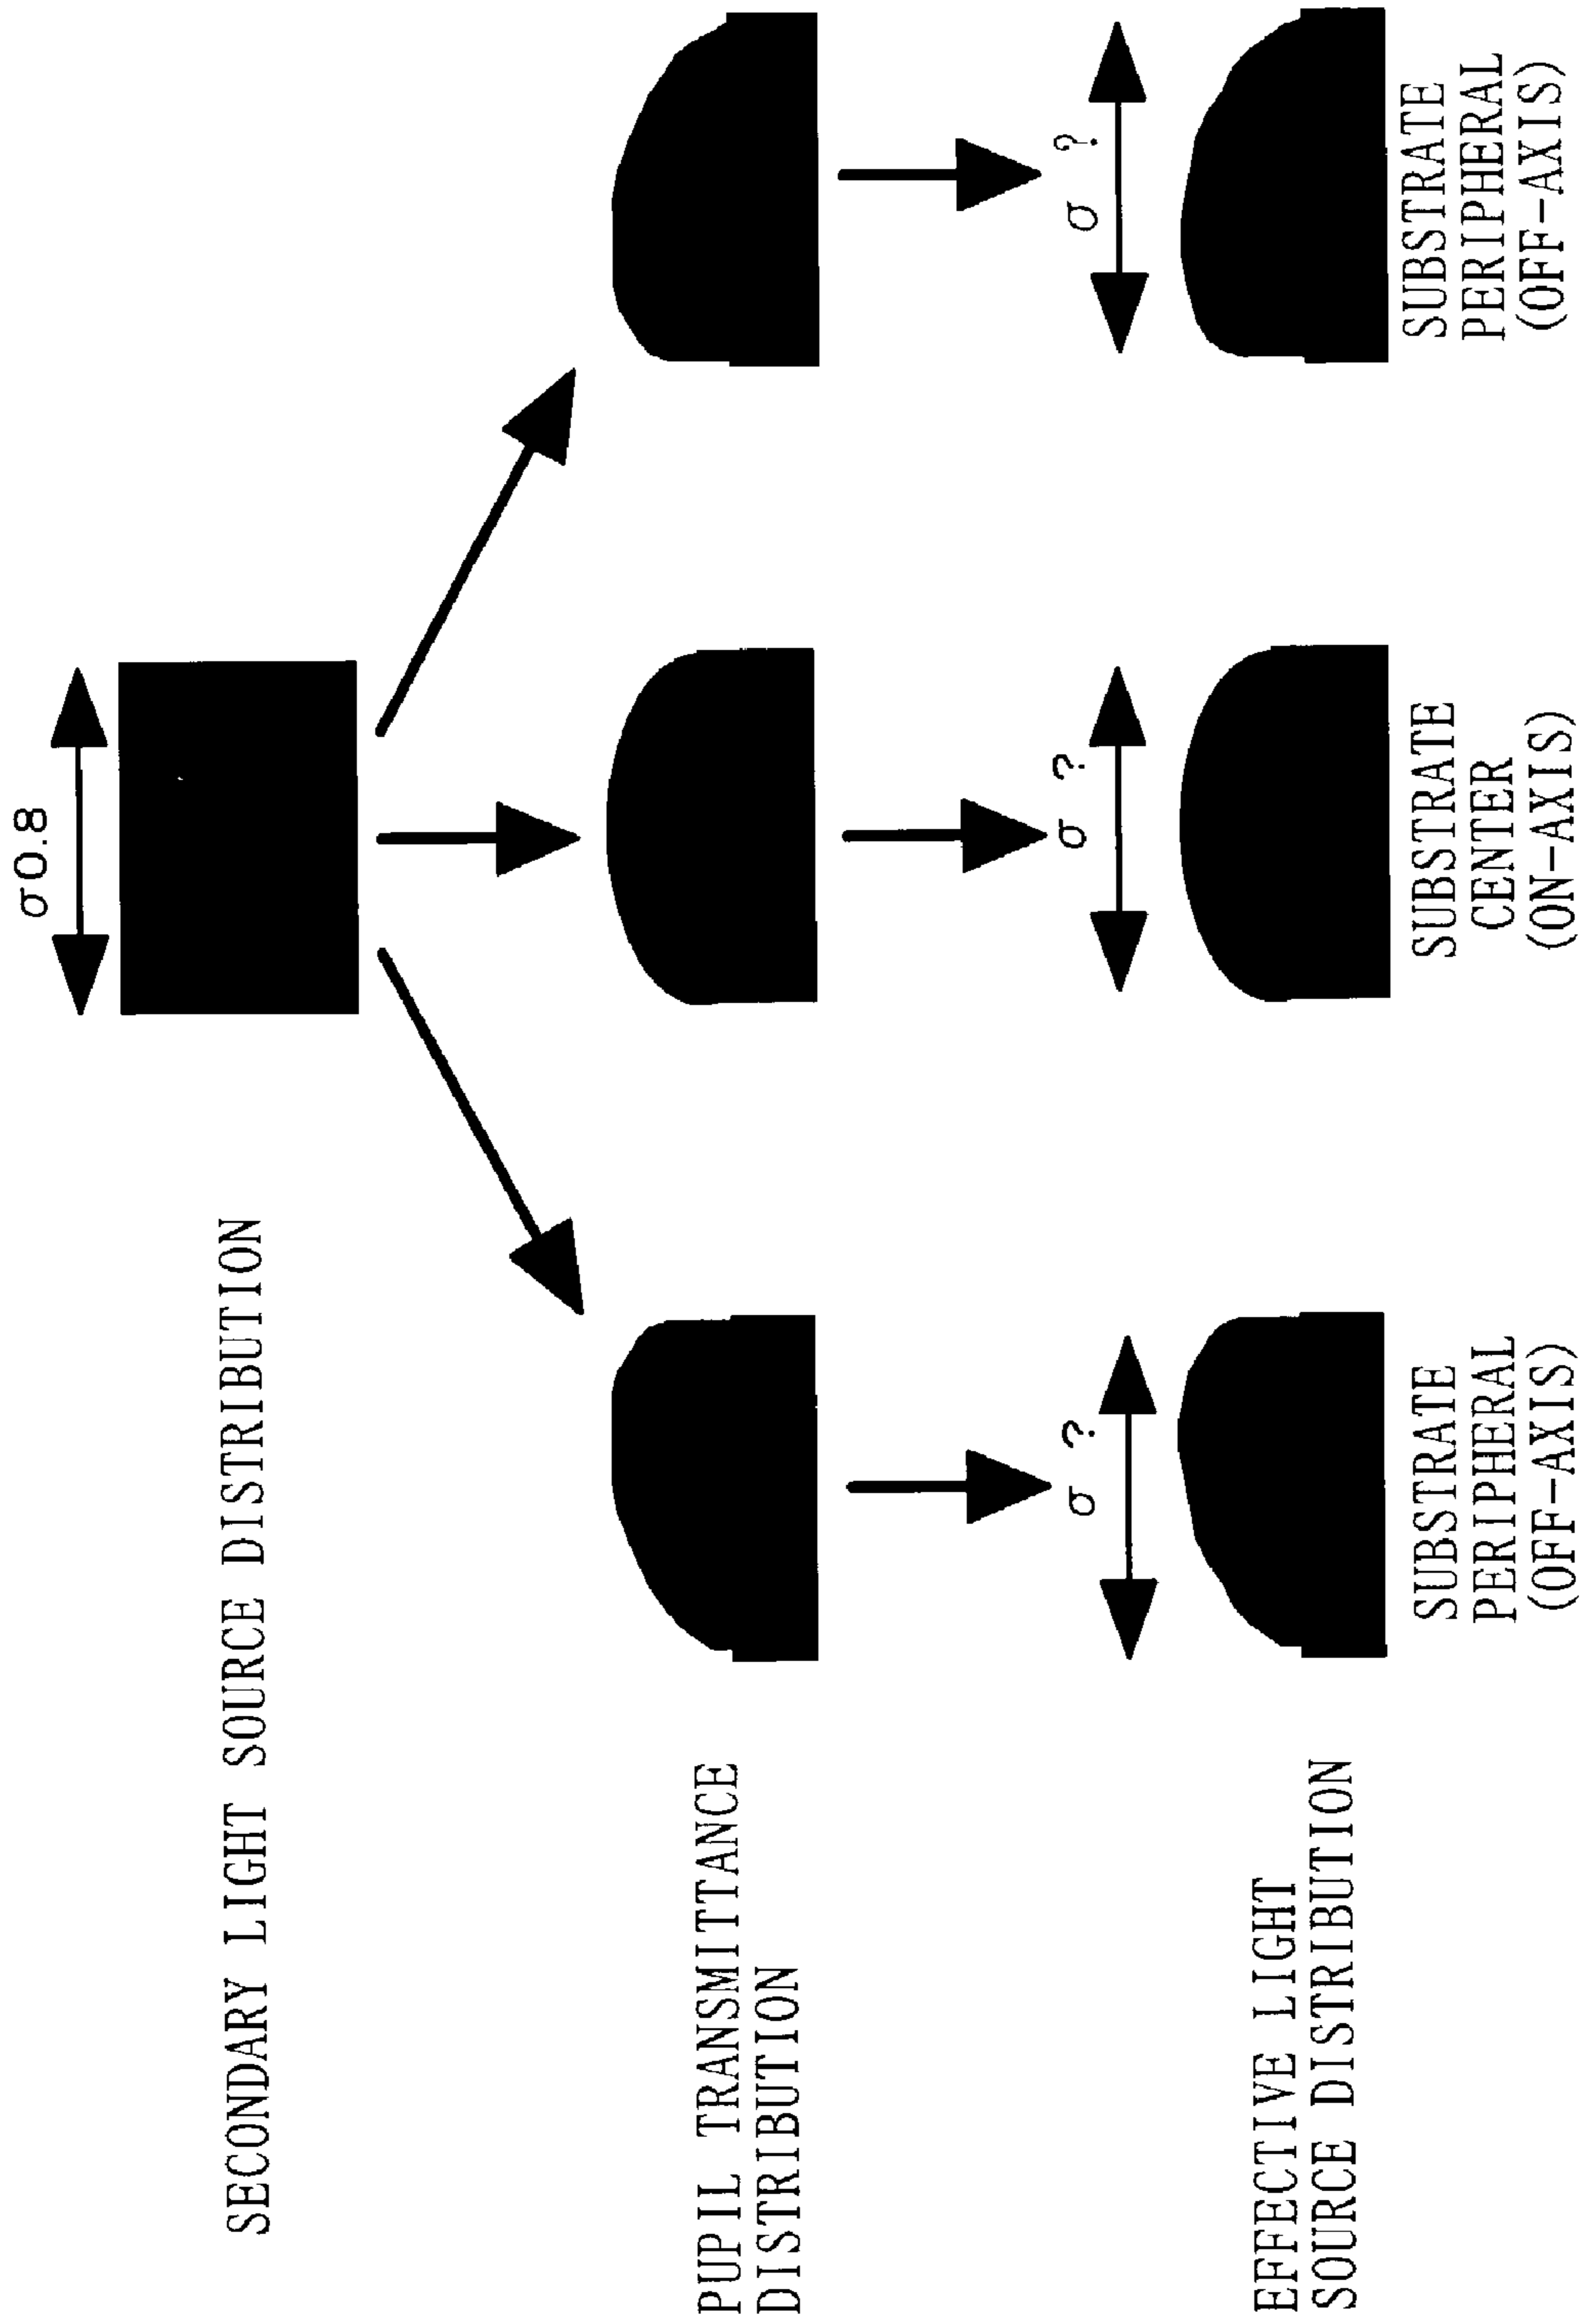 σ0.8
SECONDARY LIGHT SOURCE DISTRIBUTION
PUPIL TRANSMITTANCE
DISTRIBUTION
σ ?
σ ?
σ ?
EFFECTIVE LIGHT
SOURCE DISTRIBUTION
SUBSTRATE
PERIPHERAL
(OFF-AXIS)
SUBSTRATE
CENTER
(ON-AXIS)
SUBSTRATE
PERIPHERAL
(OFF-AXIS)